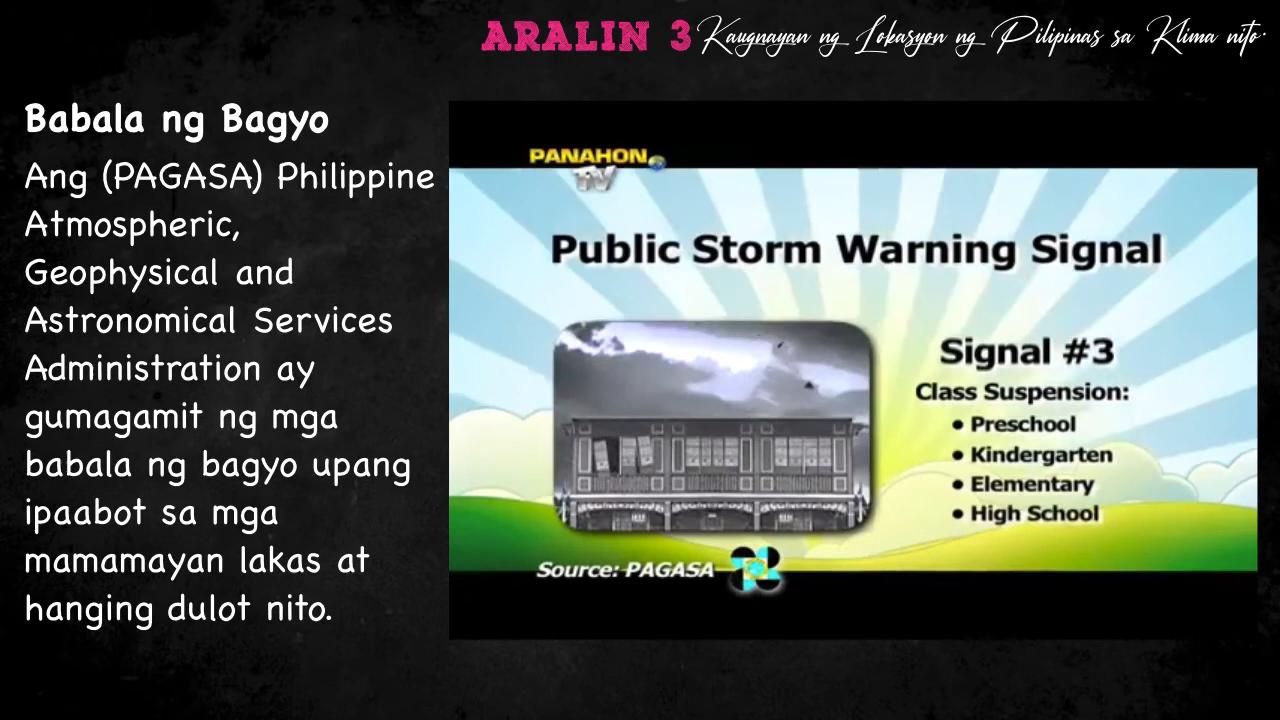 ARALIN 3 Kaugnayan ng Lokasyon ng Pilipinas sa Klima nito.
Babala ng Bagyo
Ang (PAGASA) Philippine
Atmospheric,
Geophysical and
Astronomical Services
Administration ay
gumagamit ng mga
babala ng bagyo upang
ipaabot sa mga
mamamayan lakas at
hanging dulot nito.
PANAHON
TV
Public Storm Warning Signal
Signal #3
Class Suspension:
• Preschool
• Kindergarten
• Elementary
• High School
Source: PAGASA